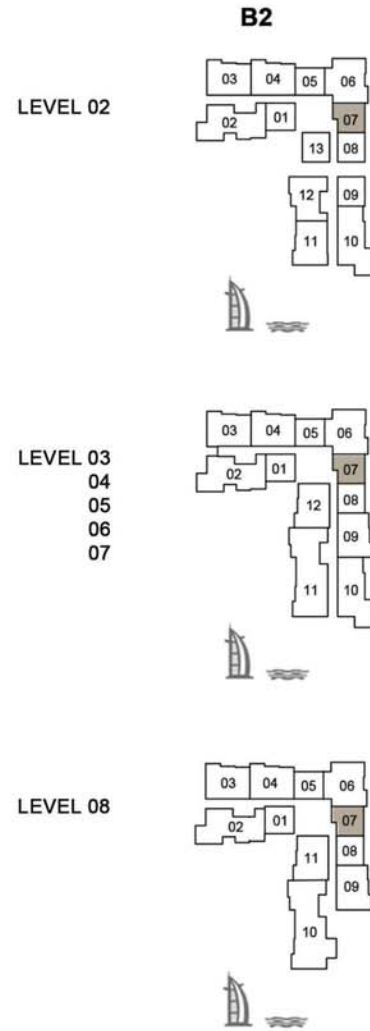 B2
LEVEL 02
03 04 05 06
02 01 07
13 08
12 09
11 10
LEVEL 03
04
05
06
07
03 04 05 06
02 01 07
12 08
09
11 10
LEVEL 08
03 04 05 06
02 01 07
11 08
09
10